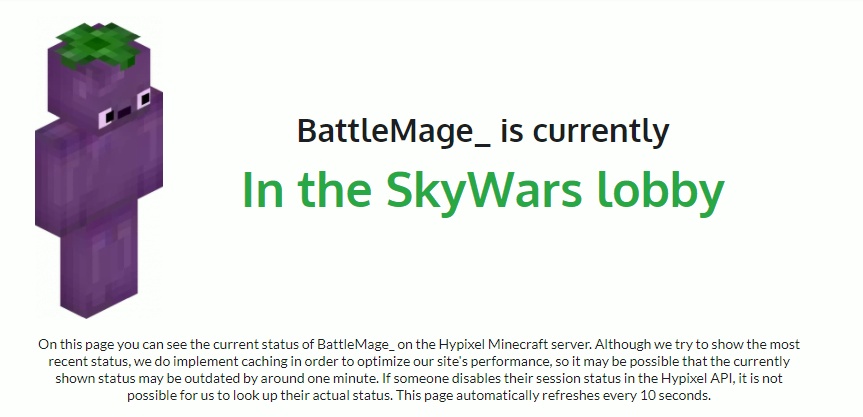 BattleMage_ is currently
In the SkyWars lobby
On this page you can see the current status of BattleMage_ on the Hypixel Minecraft server. Although we try to show the most
recent status, we do implement caching in order to optimize our site's performance, so it may be possible that the currently
shown status may be outdated by around one minute. If someone disables their session status in the Hypixel API, it is not
possible for us to look up their actual status. This page automatically refreshes every 10 seconds.